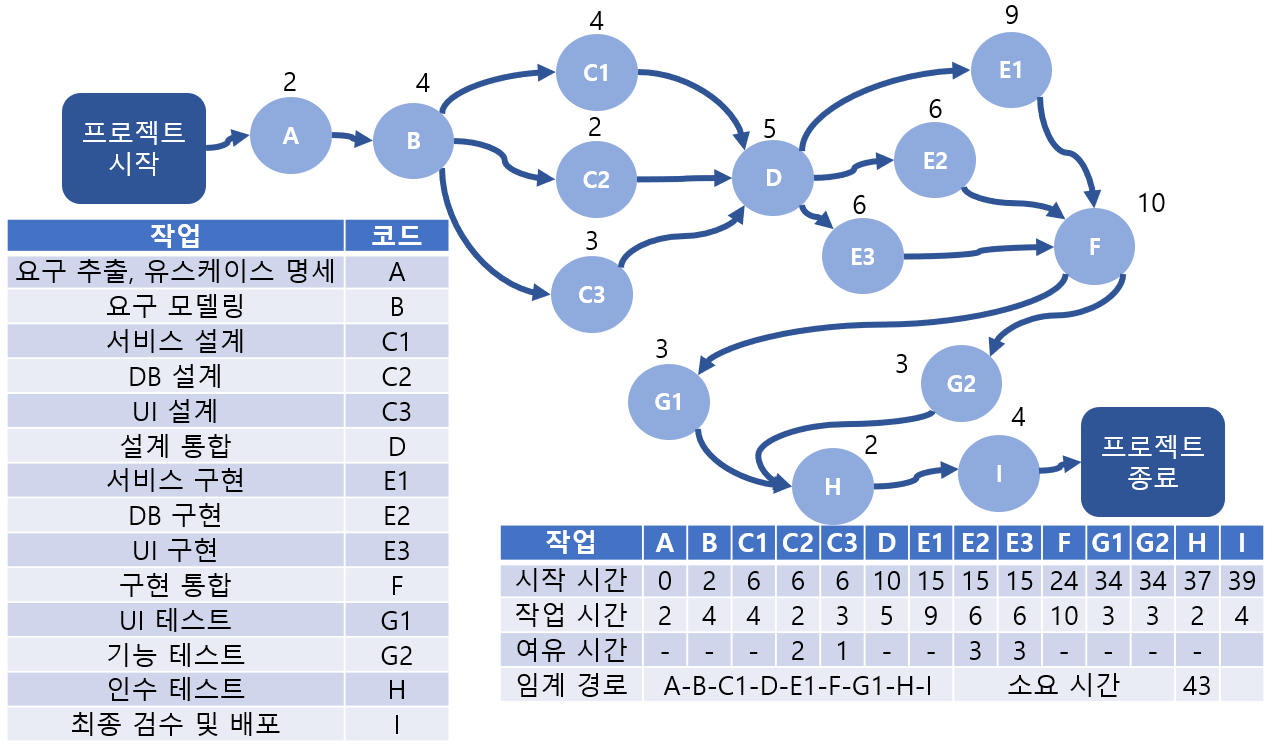 4
9
2
4
C1
E1
프로젝트
시작
A
B
2
C2
5
D
6
E2
3
C3
6
E3
10
F
작업 코드
요구 추출, 유스케이스 명세 A
요구 모델링 B
서비스 설계 C1
DB 설계 C2
UI 설계 C3
설계 통합 D
서비스 구현 E1
DB 구현 E2
UI 구현 E3
구현 통합 F
UI 테스트 G1
기능 테스트 G2
인수 테스트 H
최종 검수 및 배포 I
3
G1
3
G2
2
H
4
I
프로젝트
종료
작업 A B C1 C2 C3 D E1 E2 E3 F G1 G2 H I
시작 시간 0 2 6 6 6 10 15 15 15 24 34 34 37 39
작업 시간 2 4 4 2 3 5 9 6 6 10 3 3 2 4
여유 시간 - - - 2 1 - - 3 3 - - - -
임계 경로 A-B-C1-D-E1-F-G1-H-I 소요 시간 43